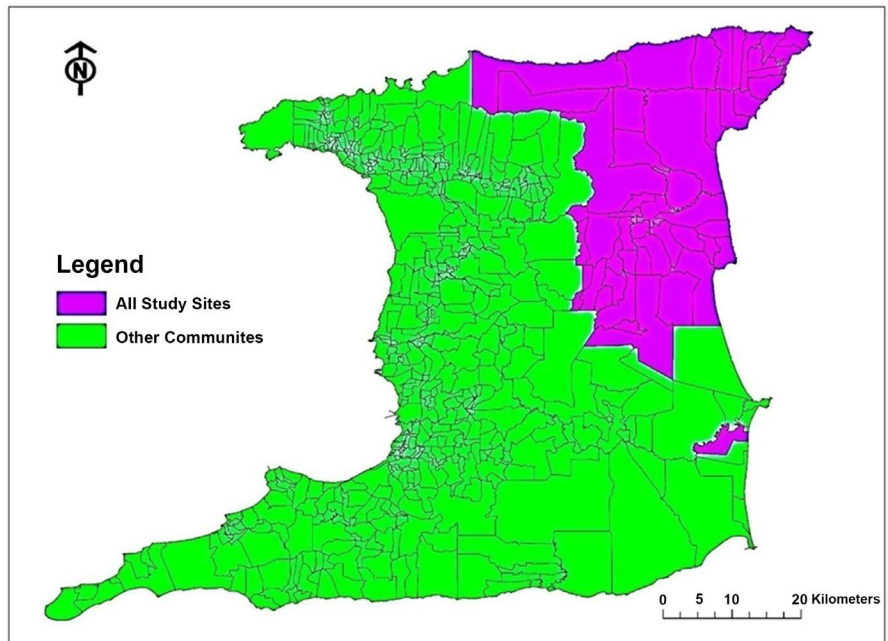 N
Legend
All Study Sites
Other Communites
0 5 10 20 Kilometers